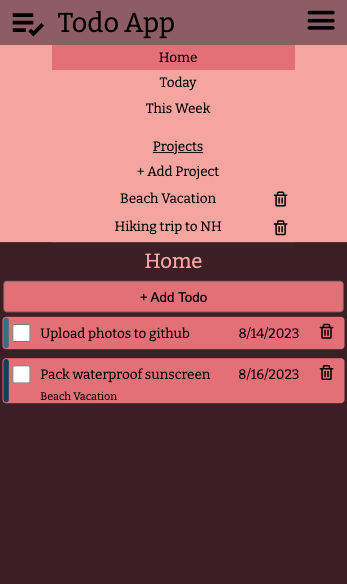 Todo App
Home
Today
This Week
Projects
+ Add Project
Beach Vacation
Hiking trip to NH
Home
+ Add Todo
Upload photos to github 8/14/2023
Pack waterproof sunscreen 8/16/2023
Beach Vacation